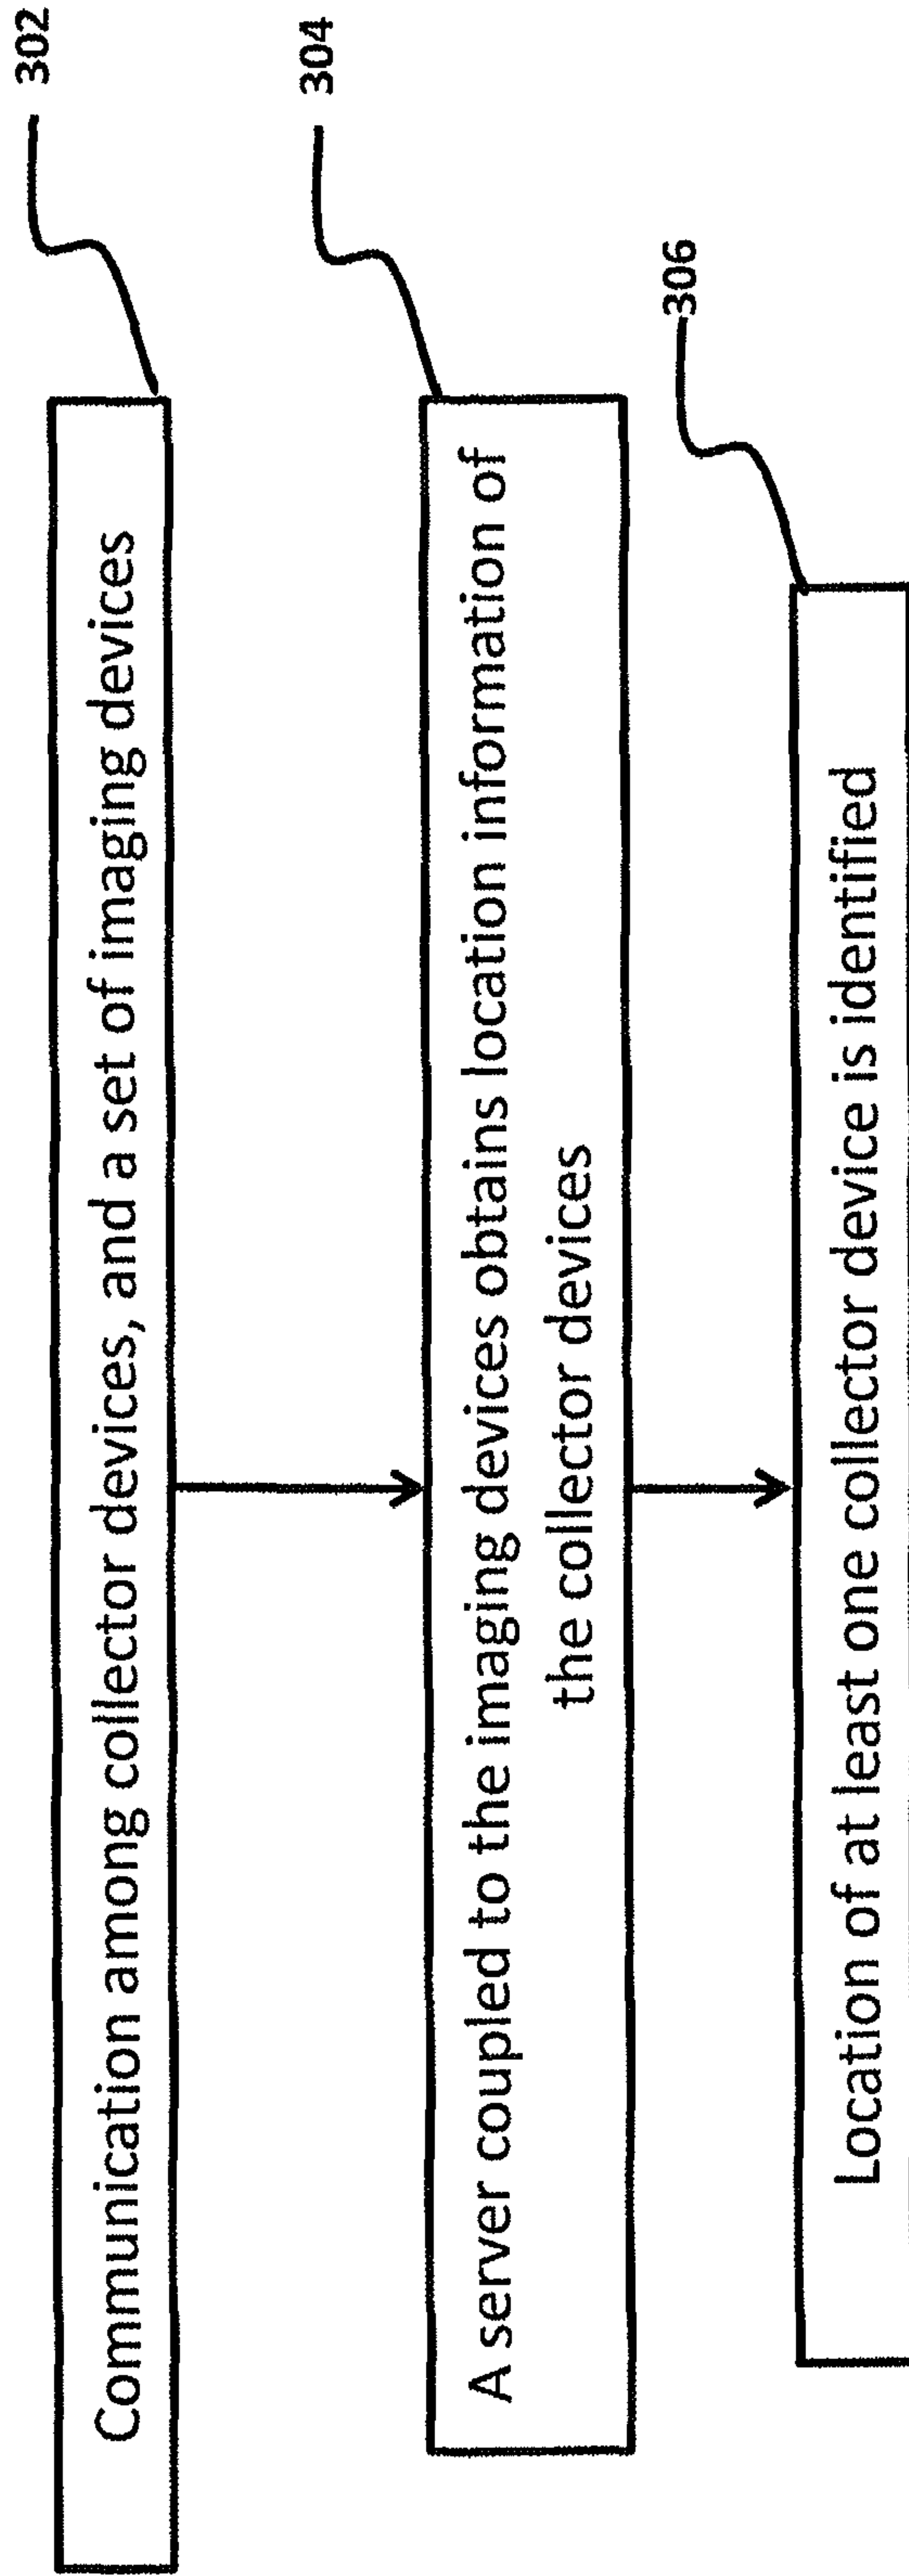 302
Communication among collector devices, and a set of imaging devices
304
A server coupled to the imaging devices obtains location information of
the collector devices
306
Location of at least one collector device is identified